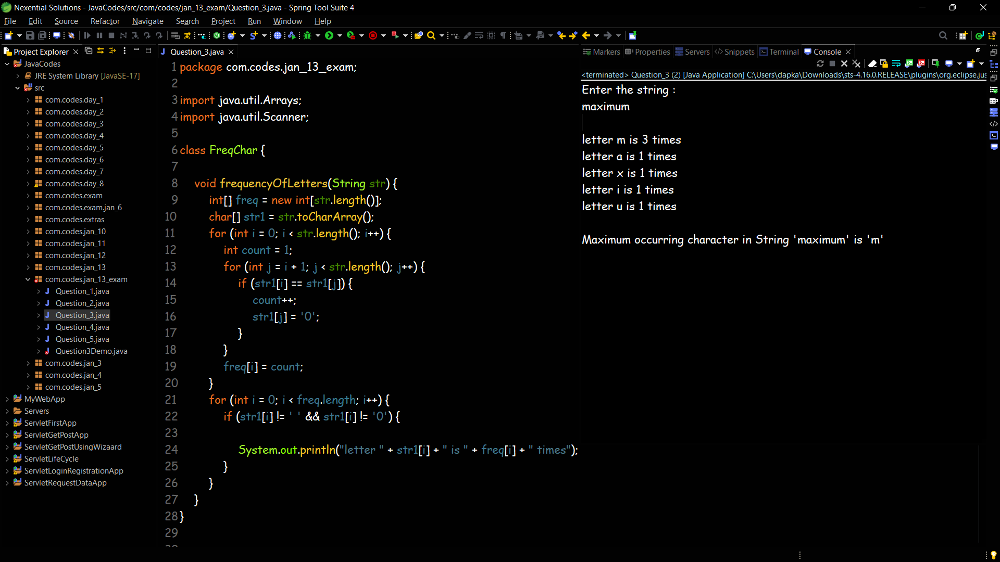 Nexential Solutions - JavaCodes/src/com/codes/jan_13_exam/Question_3.java - Spring Tool Suite 4
File Edit Source Refactor Navigate Search Project Run Window Help
Project Explorer
JavaCodes
JRE System Library [JavaSE-17]
src
com.codes.day_1
com.codes.day_2
com.codes.day_3
com.codes.day_4
com.codes.day_5
com.codes.day_6
com.codes.day_7
com.codes.day_8
com.codes.exam
com.codes.exam.jan_6
com.codes.extras
com.codes.jan_10
com.codes.jan_11
com.codes.jan_12
com.codes.jan_13
com.codes.jan_13_exam
Question_1.java
Question_2.java
Question_3.java
Question_4.java
Question_5.java
Question3Demo.java
com.codes.jan_3
com.codes.jan_4
com.codes.jan_5
MyWebApp
Servers
ServletFirstApp
ServletGetPostApp
ServletGetPostUsingWizaard
ServletLifeCycle
ServletLoginRegistrationApp
ServletRequestDataApp
Question_3.java
1 package com.codes.jan_13_exam;
2
3 import java.util.Arrays;
4 import java.util.Scanner;
5
6 class FreqChar {
7
8 void frequencyOfLetters(String str) {
9 int[] freq = new int[str.length()];
10 char[] str1 = str.toCharArray();
11 for (int i = 0; i < str.length(); i++) {
12 int count = 1;
13 for (int j = i + 1; j < str.length(); j++) {
14 if (str1[i] == str1[j]) {
15 count++;
16 str1[j] = '0';
17 }
18 }
19 freq[i] = count;
20 }
21 for (int i = 0; i < freq.length; i++) {
22 if (str1[i] != ' ' && str1[i] != '0') {
23
24 System.out.println("letter " + str1[i] + " is " + freq[i] + " times");
25 }
26 }
27 }
28 }
29
Markers Properties Servers Snippets Terminal Console
<terminated> Question_3 (2) [Java Application] C:\Users\dapka\Downloads\sts-4.16.0.RELEASE\plugins\org.eclipse.jus
Enter the string :
maximum
letter m is 3 times
letter a is 1 times
letter x is 1 times
letter i is 1 times
letter u is 1 times
Maximum occurring character in String 'maximum' is 'm'